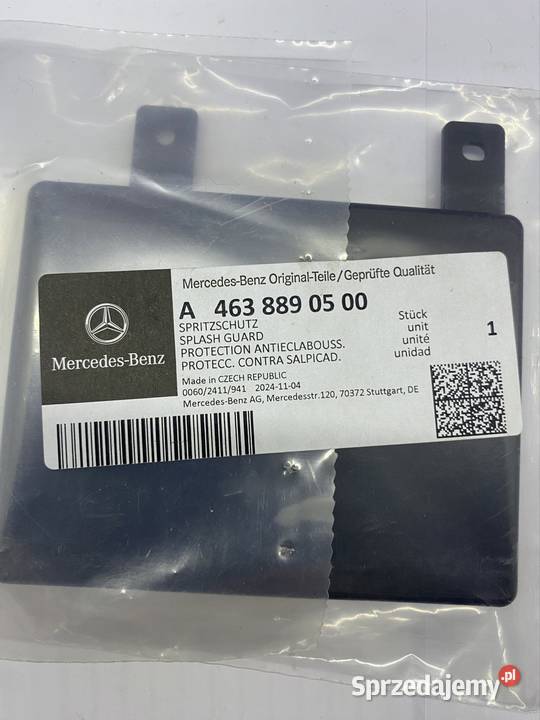 Mercedes-Benz Original-Teile/Geprüfte Qualität
A 463 889 05 00
SPRITZSCHUTZ
SPLASH GUARD
PROTECTION ANTIECLABOUSS.
PROTECC. CONTRA SALPICAD.
Stück
unit
unité
unidad
1
Made in CZECH REPUBLIC
0060/2411/941 2024-11-04
Mercedes-Benz AG, Mercedesstr.120, 70372 Stuttgart, DE
Mercedes-Benz
Sprzedajemy.pl